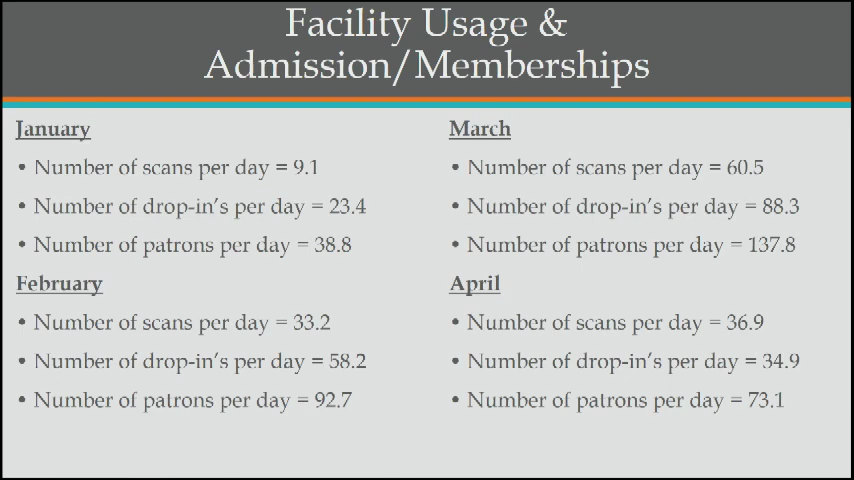 Facility Usage &
Admission/Memberships
January
• Number of scans per day = 9.1
• Number of drop-in's per day = 23.4
• Number of patrons per day = 38.8
February
• Number of scans per day = 33.2
• Number of drop-in's per day = 58.2
• Number of patrons per day = 92.7
March
• Number of scans per day = 60.5
• Number of drop-in's per day = 88.3
• Number of patrons per day = 137.8
April
• Number of scans per day = 36.9
• Number of drop-in's per day = 34.9
• Number of patrons per day = 73.1